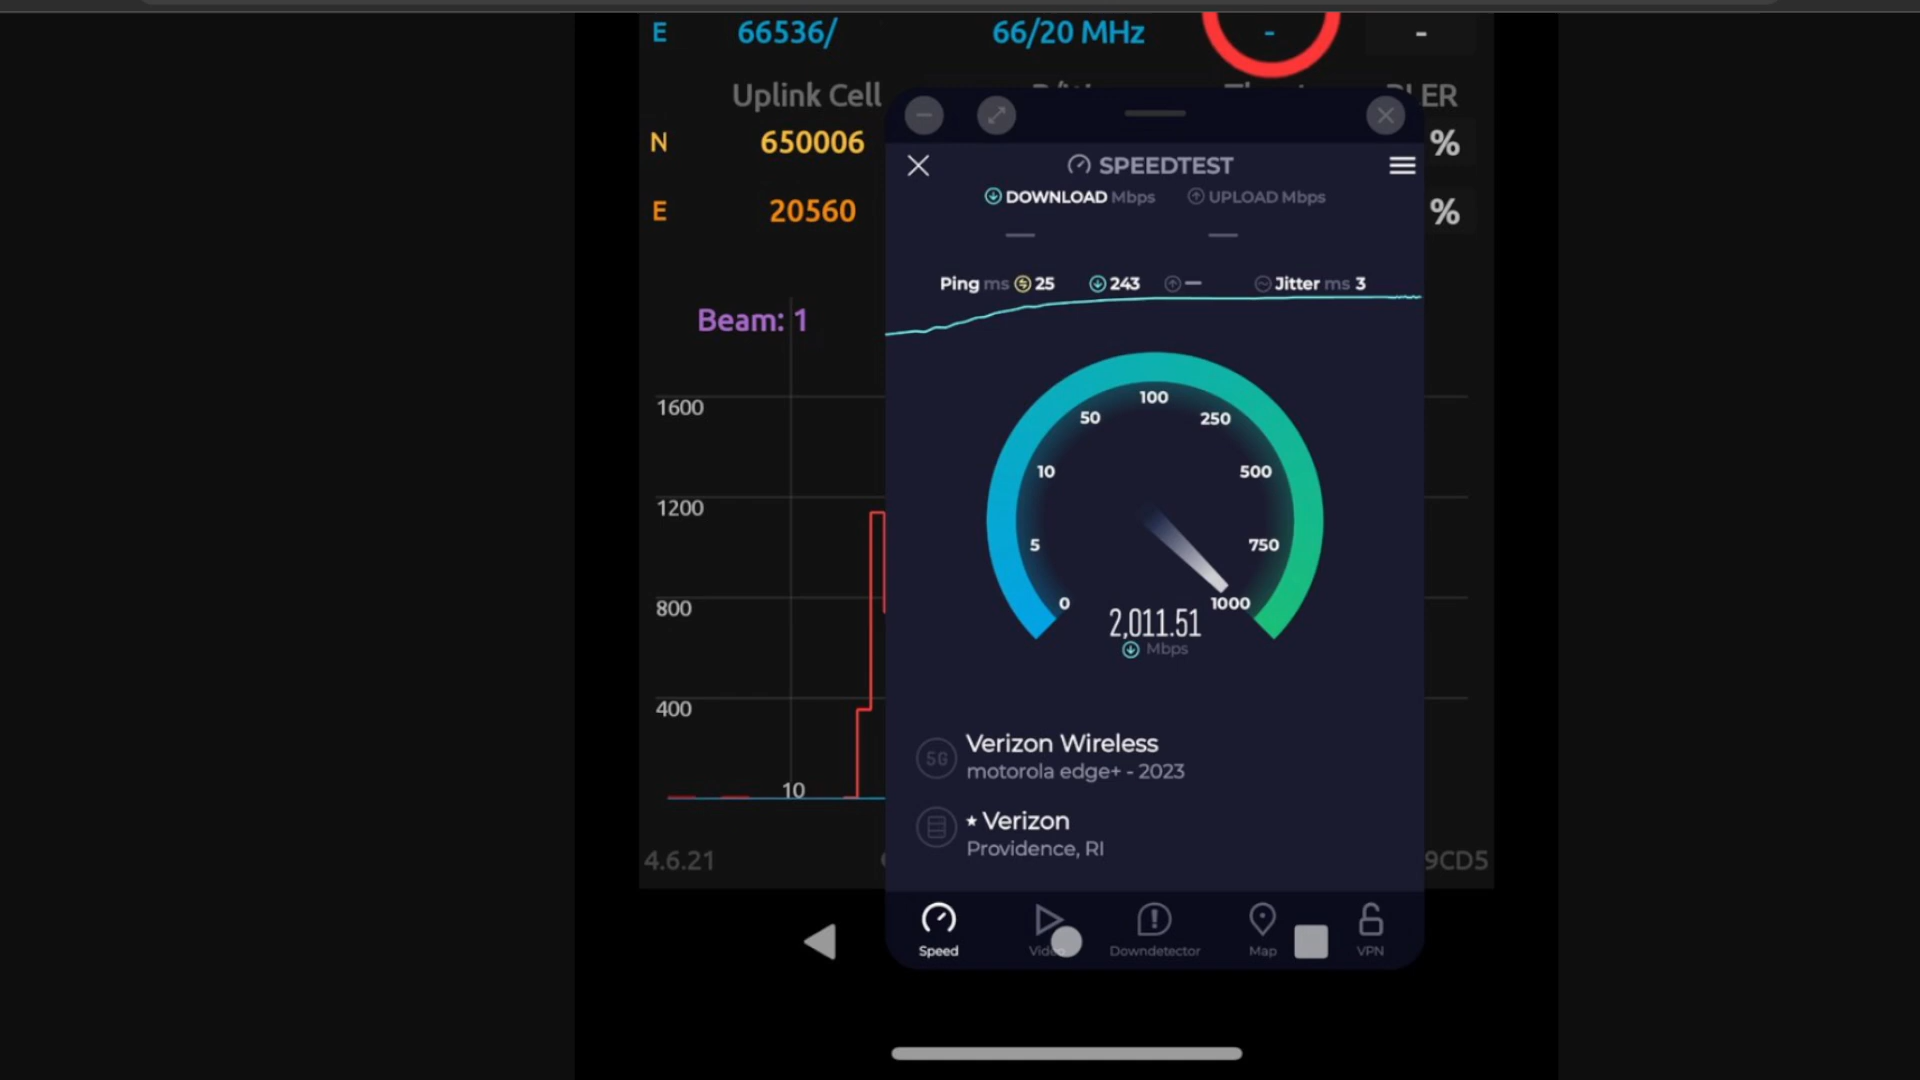 E 66536/ 66/20 MHz - -
Uplink Cell
N 650006 %
E 20560 %
Beam: 1
1600
1200
800
400
10
4.6.21 9CD5
SPEEDTEST
DOWNLOAD Mbps UPLOAD Mbps
— —
Ping ms 25 243 — Jitter ms 3
0
5
10
50
100
250
500
750
1000
2,011.51
Mbps
5G Verizon Wireless
motorola edge+ - 2023
★ Verizon
Providence, RI
Speed Video Downdetector Map VPN